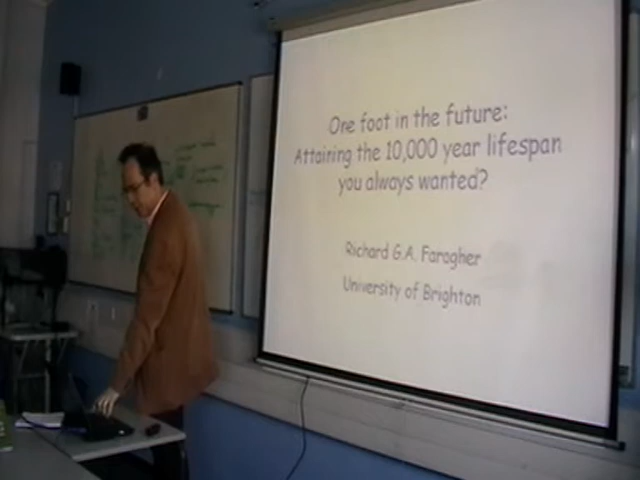 One foot in the future:
Attaining the 10,000 year lifespan
you always wanted?
Richard G.A. Faragher
University of Brighton